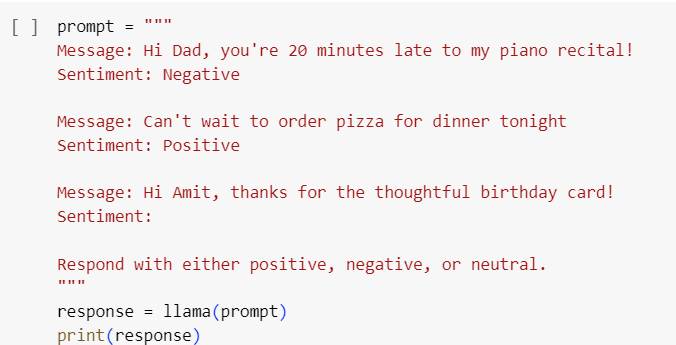 [ ] prompt = """
Message: Hi Dad, you're 20 minutes late to my piano recital!
Sentiment: Negative

Message: Can't wait to order pizza for dinner tonight
Sentiment: Positive

Message: Hi Amit, thanks for the thoughtful birthday card!
Sentiment:

Respond with either positive, negative, or neutral.
"""
response = llama(prompt)
print(response)